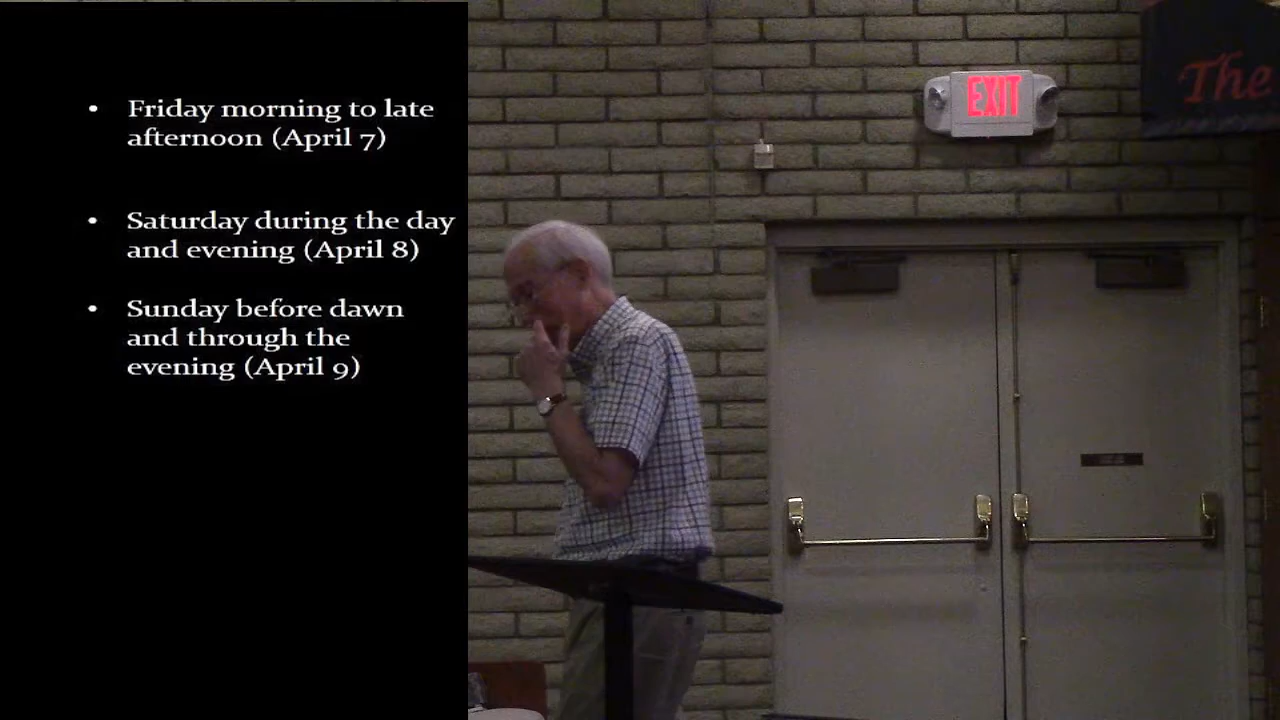 • Friday morning to late
afternoon (April 7)
• Saturday during the day
and evening (April 8)
• Sunday before dawn
and through the
evening (April 9)
EXIT
The